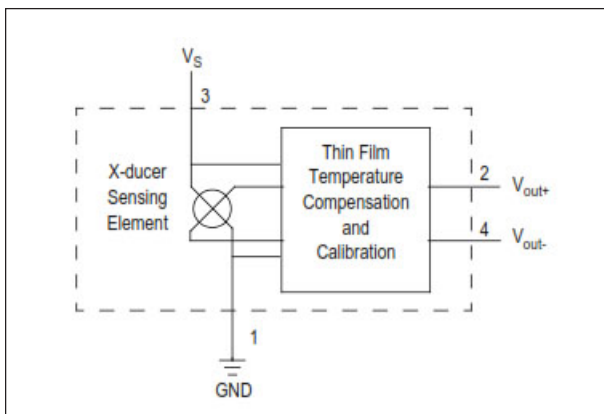 VS
3
X-ducer
Sensing
Element
Thin Film
Temperature
Compensation
and
Calibration
2
Vout+
4
Vout-
1
GND